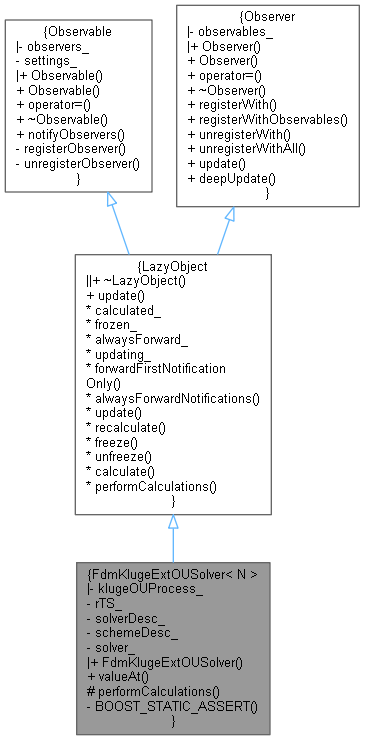 {Observable
|- observers_
- settings_
|+ Observable()
+ Observable()
+ operator=()
+ ~Observable()
+ notifyObservers()
- registerObserver()
- unregisterObserver()
}
{Observer
|- observables_
|+ Observer()
+ Observer()
+ operator=()
+ ~Observer()
+ registerWith()
+ registerWithObservables()
+ unregisterWith()
+ unregisterWithAll()
+ update()
+ deepUpdate()
}
{LazyObject
||+ ~LazyObject()
+ update()
* calculated_
* frozen_
* alwaysForward_
* updating_
* forwardFirstNotification
Only()
* alwaysForwardNotifications()
* update()
* recalculate()
* freeze()
* unfreeze()
* calculate()
* performCalculations()
}
{FdmKlugeExtOUSolver< N >
|- klugeOUProcess_
- rTS_
- solverDesc_
- schemeDesc_
- solver_
|+ FdmKlugeExtOUSolver()
+ valueAt()
# performCalculations()
- BOOST_STATIC_ASSERT()
}